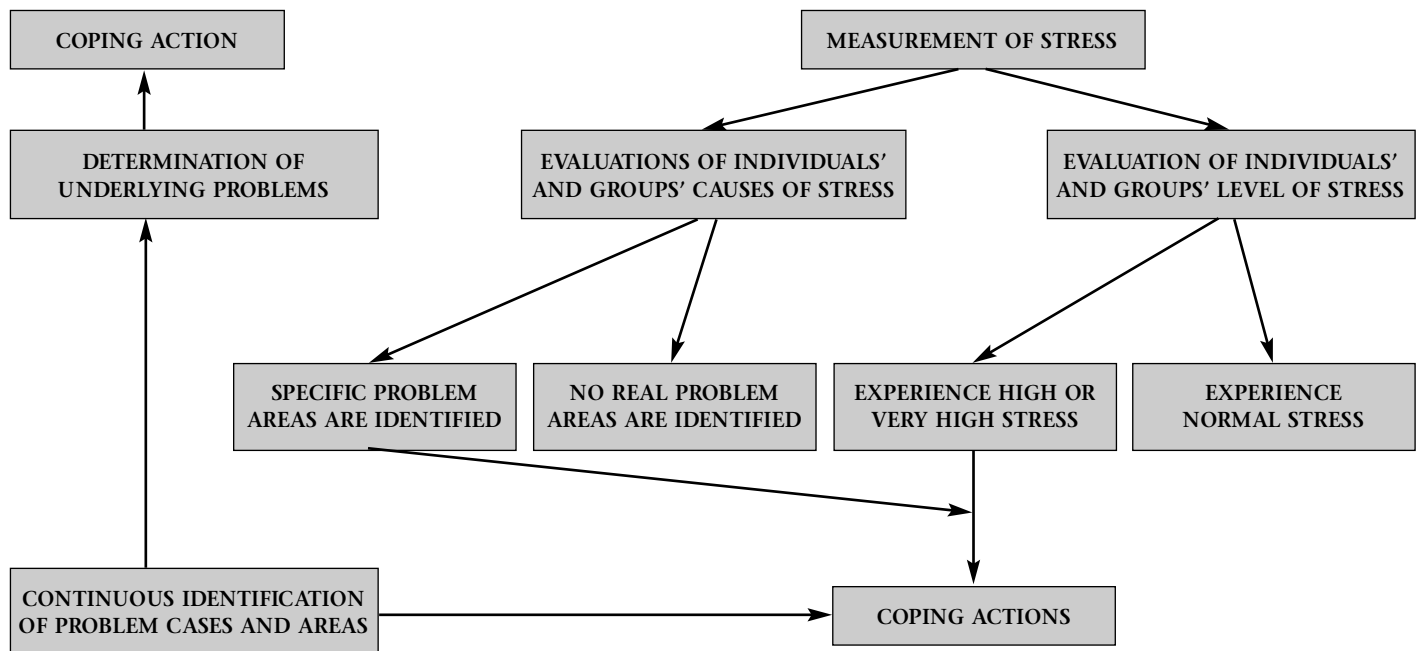 COPING ACTION
MEASUREMENT OF STRESS
DETERMINATION OF
UNDERLYING PROBLEMS
EVALUATIONS OF INDIVIDUALS'
AND GROUPS' CAUSES OF STRESS
EVALUATION OF INDIVIDUALS'
AND GROUPS' LEVEL OF STRESS
SPECIFIC PROBLEM
AREAS ARE IDENTIFIED
NO REAL PROBLEM
AREAS ARE IDENTIFIED
EXPERIENCE HIGH OR
VERY HIGH STRESS
EXPERIENCE
NORMAL STRESS
CONTINUOUS IDENTIFICATION
OF PROBLEM CASES AND AREAS
COPING ACTIONS